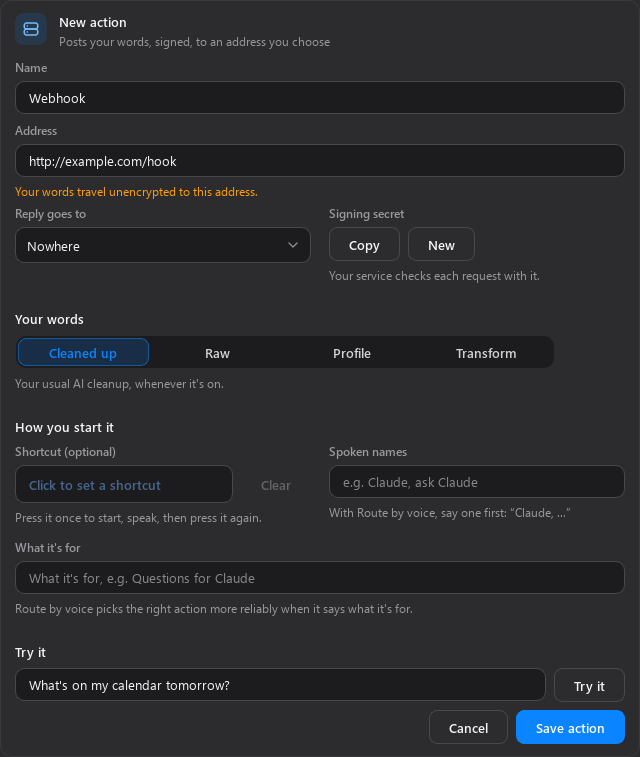 New action
Posts your words, signed, to an address you choose
Name
Webhook
Address
http://example.com/hook
Your words travel unencrypted to this address.
Reply goes to
Signing secret
Nowhere
Copy
New
Your service checks each request with it.
Your words
Cleaned up
Raw
Profile
Transform
Your usual AI cleanup, whenever it's on.
How you start it
Shortcut (optional)
Spoken names
Click to set a shortcut
Clear
e.g. Claude, ask Claude
Press it once to start, speak, then press it again.
With Route by voice, say one first: “Claude, ...”
What it's for
What it's for, e.g. Questions for Claude
Route by voice picks the right action more reliably when it says what it's for.
Try it
What's on my calendar tomorrow?
Try it
Cancel
Save action